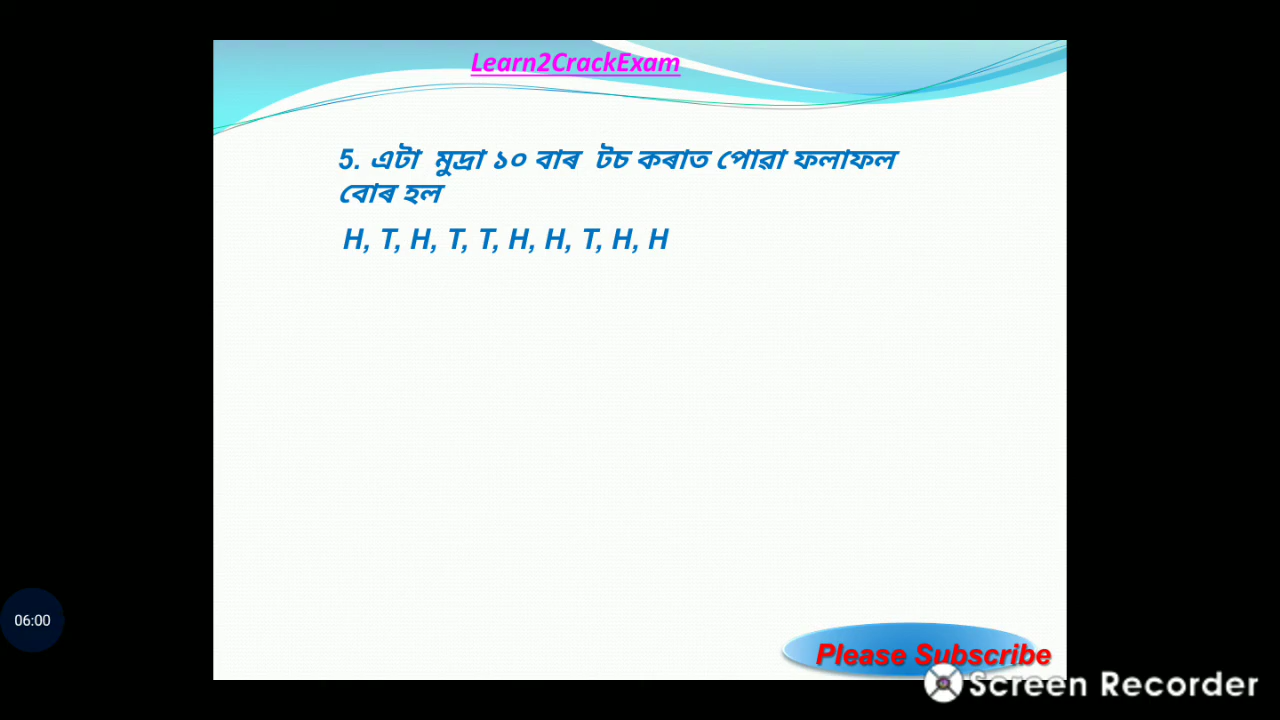 Learn2CrackExam
5. এটা মুদ্ৰা ১০ বাৰ টচ কৰাত পোৱা ফলাফল
বোৰ হল
H, T, H, T, T, H, H, T, H, H
06:00
Please Subscribe
Screen Recorder